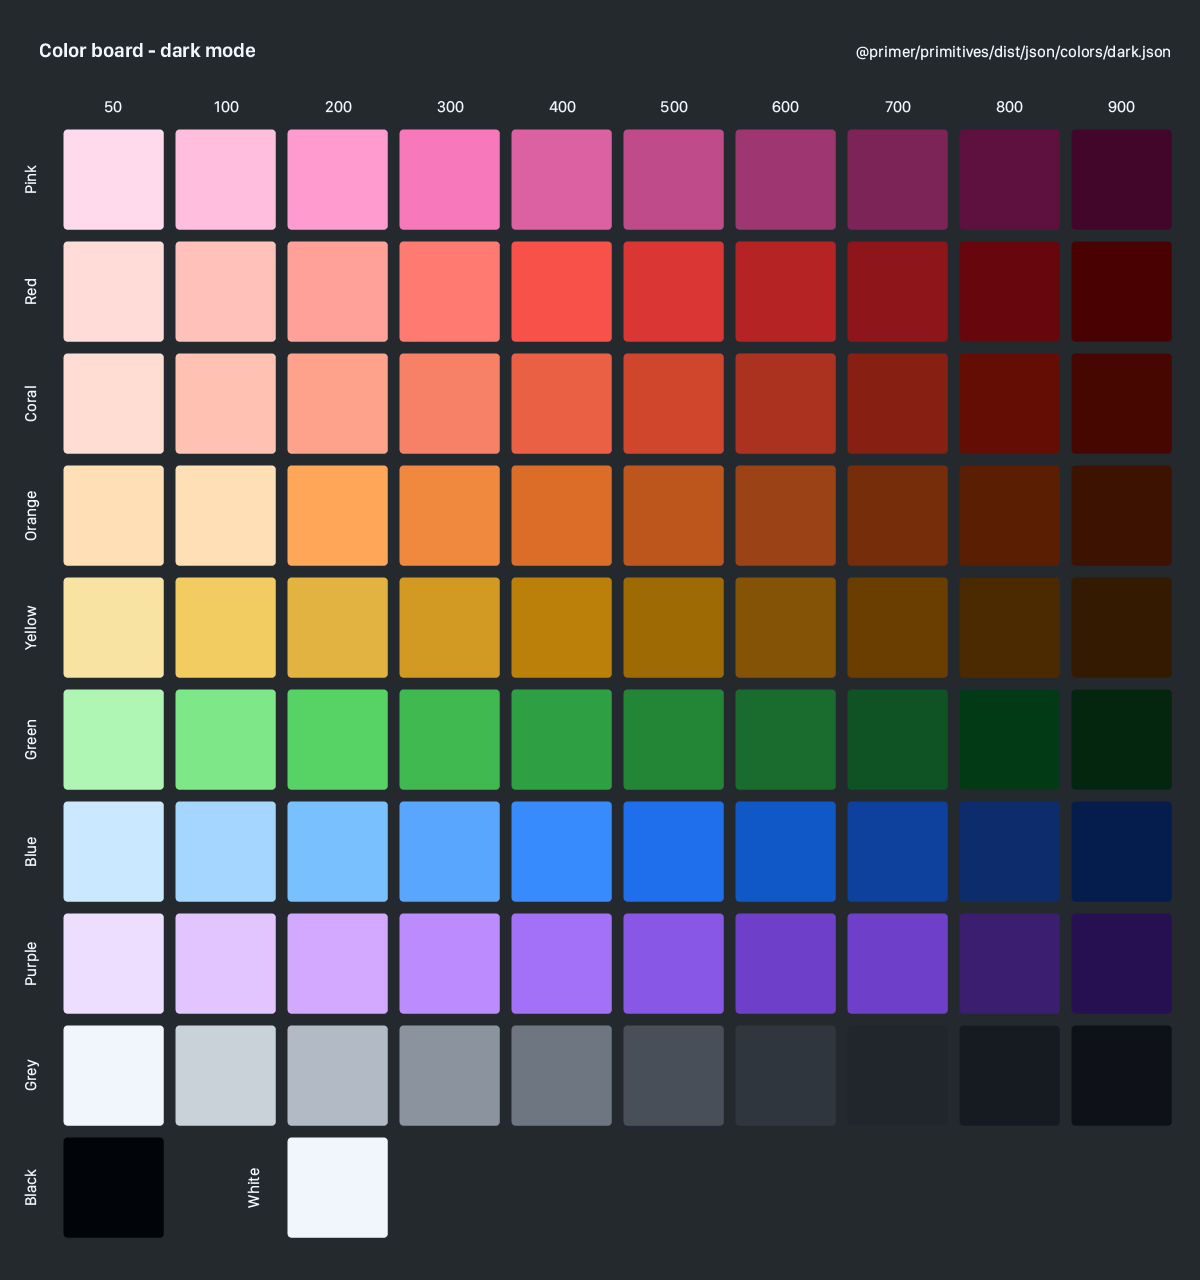 Color board - dark mode
@primer/primitives/dist/json/colors/dark.json
50 100 200 300 400 500 600 700 800 900
Pink
Red
Coral
Orange
Yellow
Green
Blue
Purple
Grey
Black
White